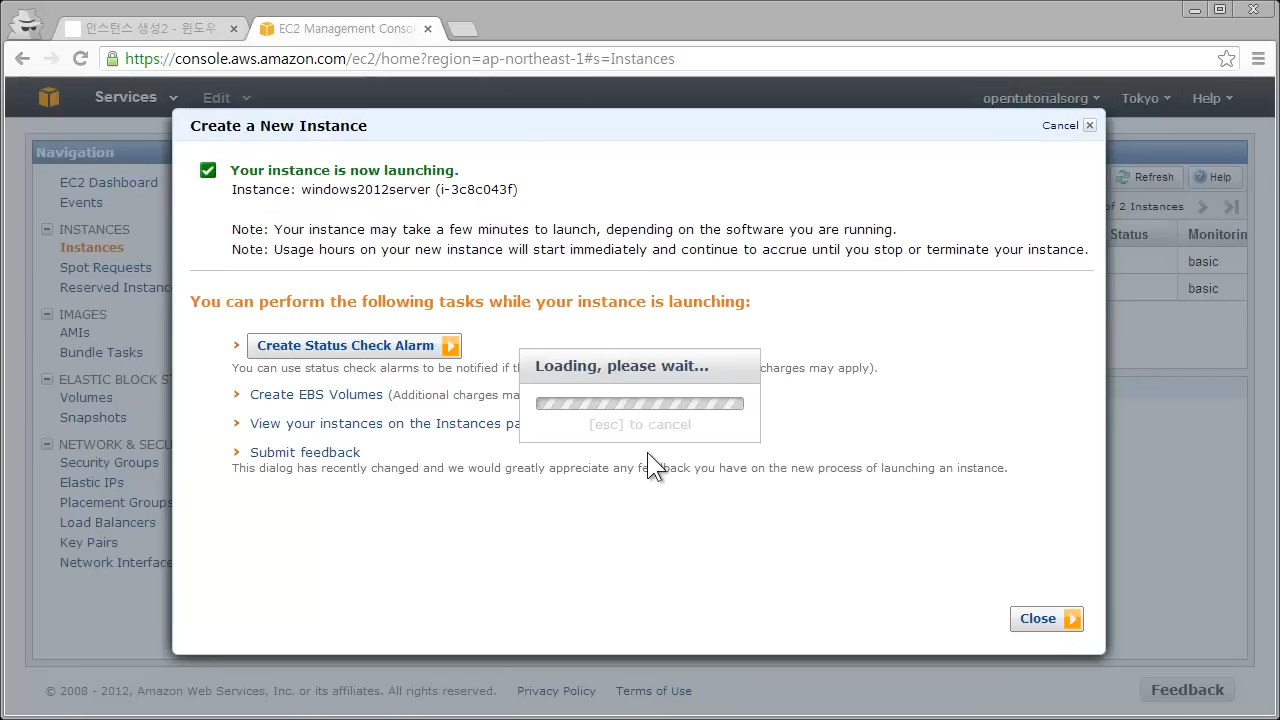 인스턴스 생성2 - 윈도우
EC2 Management Conso
https://console.aws.amazon.com/ec2/home?region=ap-northeast-1#s=Instances
Services Edit opentutorialsorg Tokyo Help
Create a New Instance Cancel
Navigation
EC2 Dashboard
Events
INSTANCES
Instances
Spot Requests
Reserved Instanc
IMAGES
AMIs
Bundle Tasks
ELASTIC BLOCK S
Volumes
Snapshots
NETWORK & SECU
Security Groups
Elastic IPs
Placement Groups
Load Balancers
Key Pairs
Network Interface
Your instance is now launching.
Instance: windows2012server (i-3c8c043f)
Note: Your instance may take a few minutes to launch, depending on the software you are running.
Note: Usage hours on your new instance will start immediately and continue to accrue until you stop or terminate your instance.
You can perform the following tasks while your instance is launching:
Create Status Check Alarm
You can use status check alarms to be notified if th charges may apply).
Create EBS Volumes (Additional charges ma
View your instances on the Instances pa
Submit feedback
This dialog has recently changed and we would greatly appreciate any feedback you have on the new process of launching an instance.
Loading, please wait...
[esc] to cancel
Close
Refresh Help
of 2 Instances
Status Monitorin
basic
basic
© 2008 - 2012, Amazon Web Services, Inc. or its affiliates. All rights reserved. Privacy Policy Terms of Use
Feedback